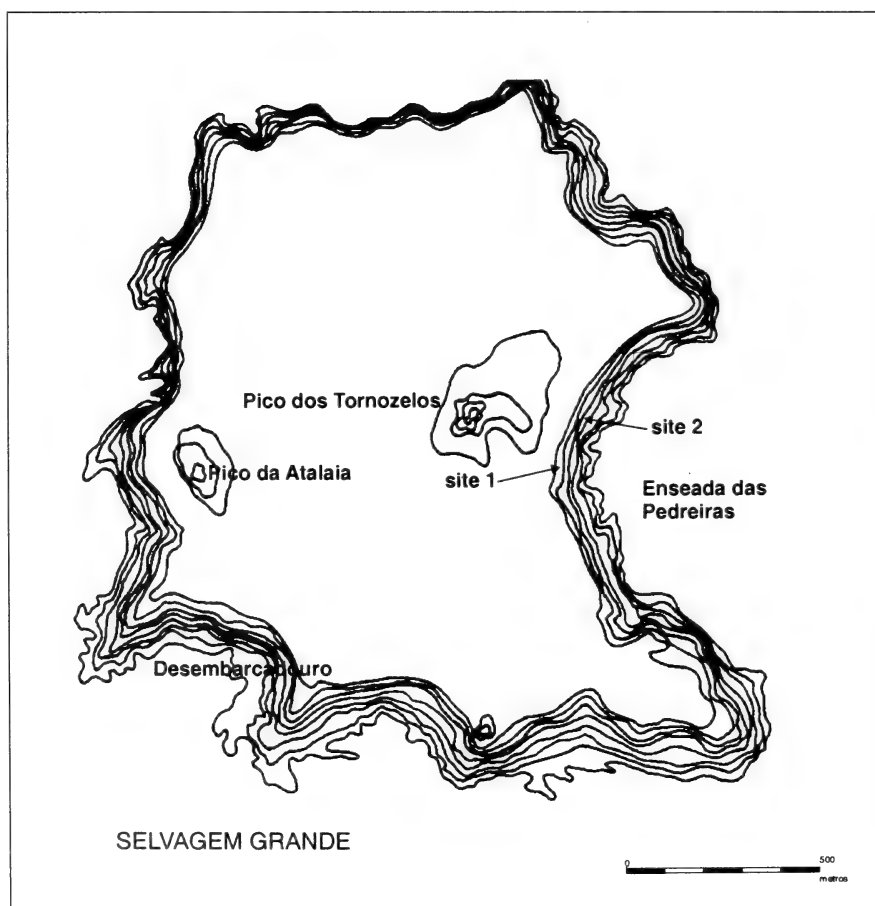 Pico dos Tornozelos
site 2
Pico da Atalaia
site 1
Enseada das
Pedreiras
Desembarcadouro
SELVAGEM GRANDE
0 500
metros